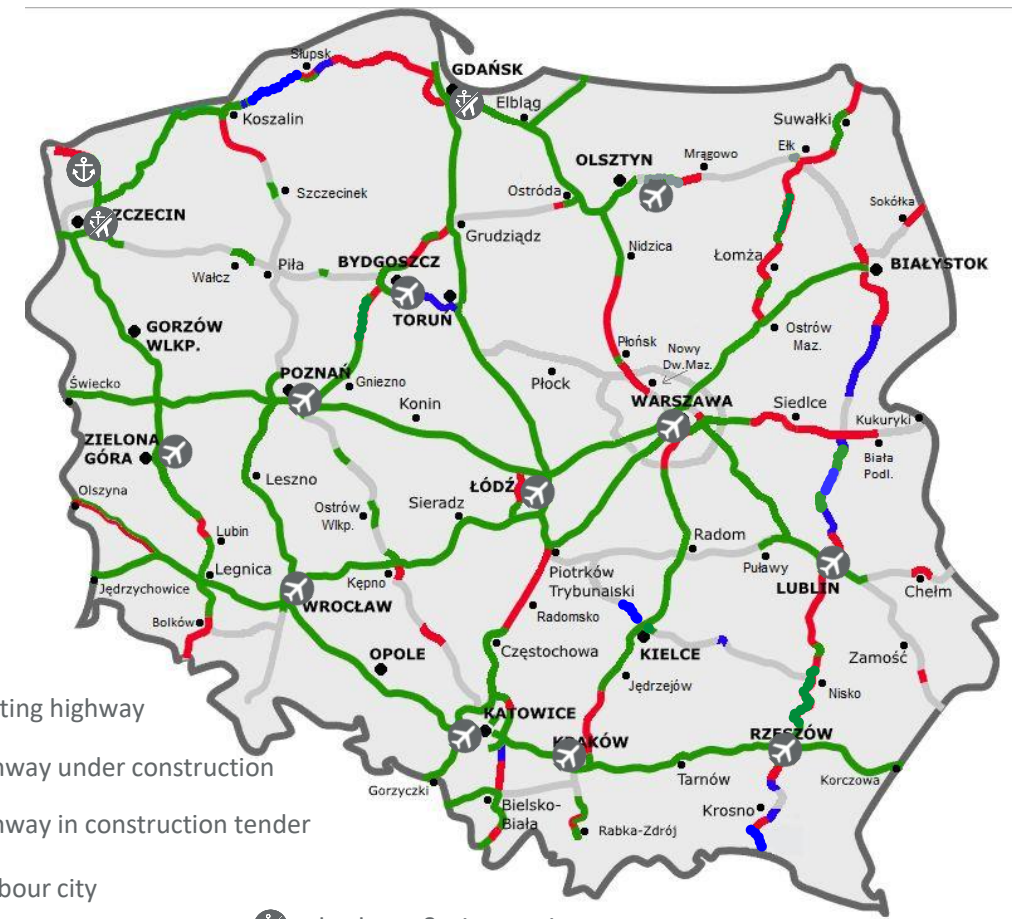 Słupsk
GDAŃSK
Elbląg
Koszalin
Suwałki
Ełk
OLSZTYN
Mrągowo
Szczecinek
Ostróda
Sokółka
ZCZECIN
Grudziądz
Nidzica
BYDGOSZCZ
Piła
Wałcz
Łomża
BIAŁYSTOK
TORUŃ
GORZÓW
WLKP.
Ostrów
Maz.
Płońsk
Nowy
Dw.Maz.
POZNAŃ
Gniezno
Płock
Świecko
Konin
WARSZAWA
Siedlce
Kukuryki
ZIELONA
GÓRA
Biała
Podl.
Leszno
ŁÓDŹ
Olszyna
Sieradz
Ostrów
Wlkp.
Lubin
Radom
Piotrków
Trybunalski
Puławy
Legnica
Kępno
Jędrzychowice
WROCŁAW
LUBLIN
Chełm
Radomsko
Bolków
Częstochowa
KIELCE
Zamość
OPOLE
Jędrzejów
Nisko
ting highway
KATOWICE
KRAKÓW
RZESZÓW
hway under construction
Gorzyczki
Tarnów
Korczowa
Bielsko-
Biała
Krosno
hway in construction tender
Rabka-Zdrój
bour city